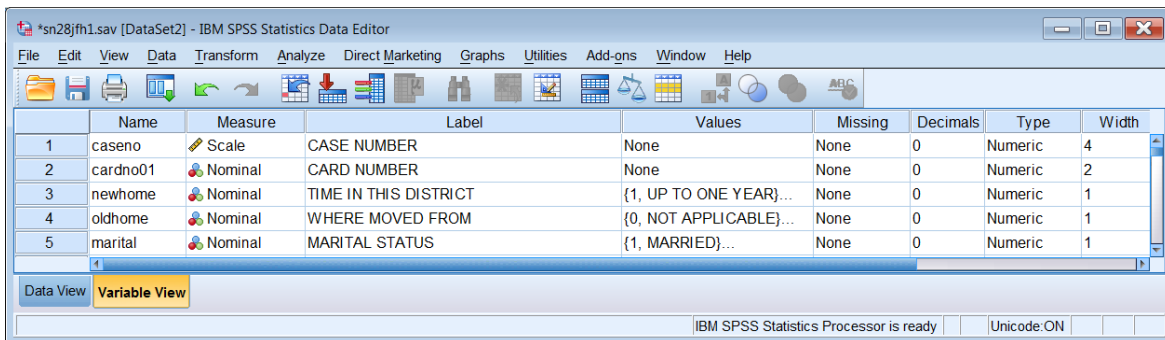 *sn28jfh1.sav [DataSet2] - IBM SPSS Statistics Data Editor
File Edit View Data Transform Analyze Direct Marketing Graphs Utilities Add-ons Window Help
Name Measure Label Values Missing Decimals Type Width
1 caseno Scale CASE NUMBER None None 0 Numeric 4
2 cardno01 Nominal CARD NUMBER None None 0 Numeric 2
3 newhome Nominal TIME IN THIS DISTRICT {1, UP TO ONE YEAR}... None 0 Numeric 1
4 oldhome Nominal WHERE MOVED FROM {0, NOT APPLICABLE}... None 0 Numeric 1
5 marital Nominal MARITAL STATUS {1, MARRIED}... None 0 Numeric 1
Data View Variable View
IBM SPSS Statistics Processor is ready Unicode:ON